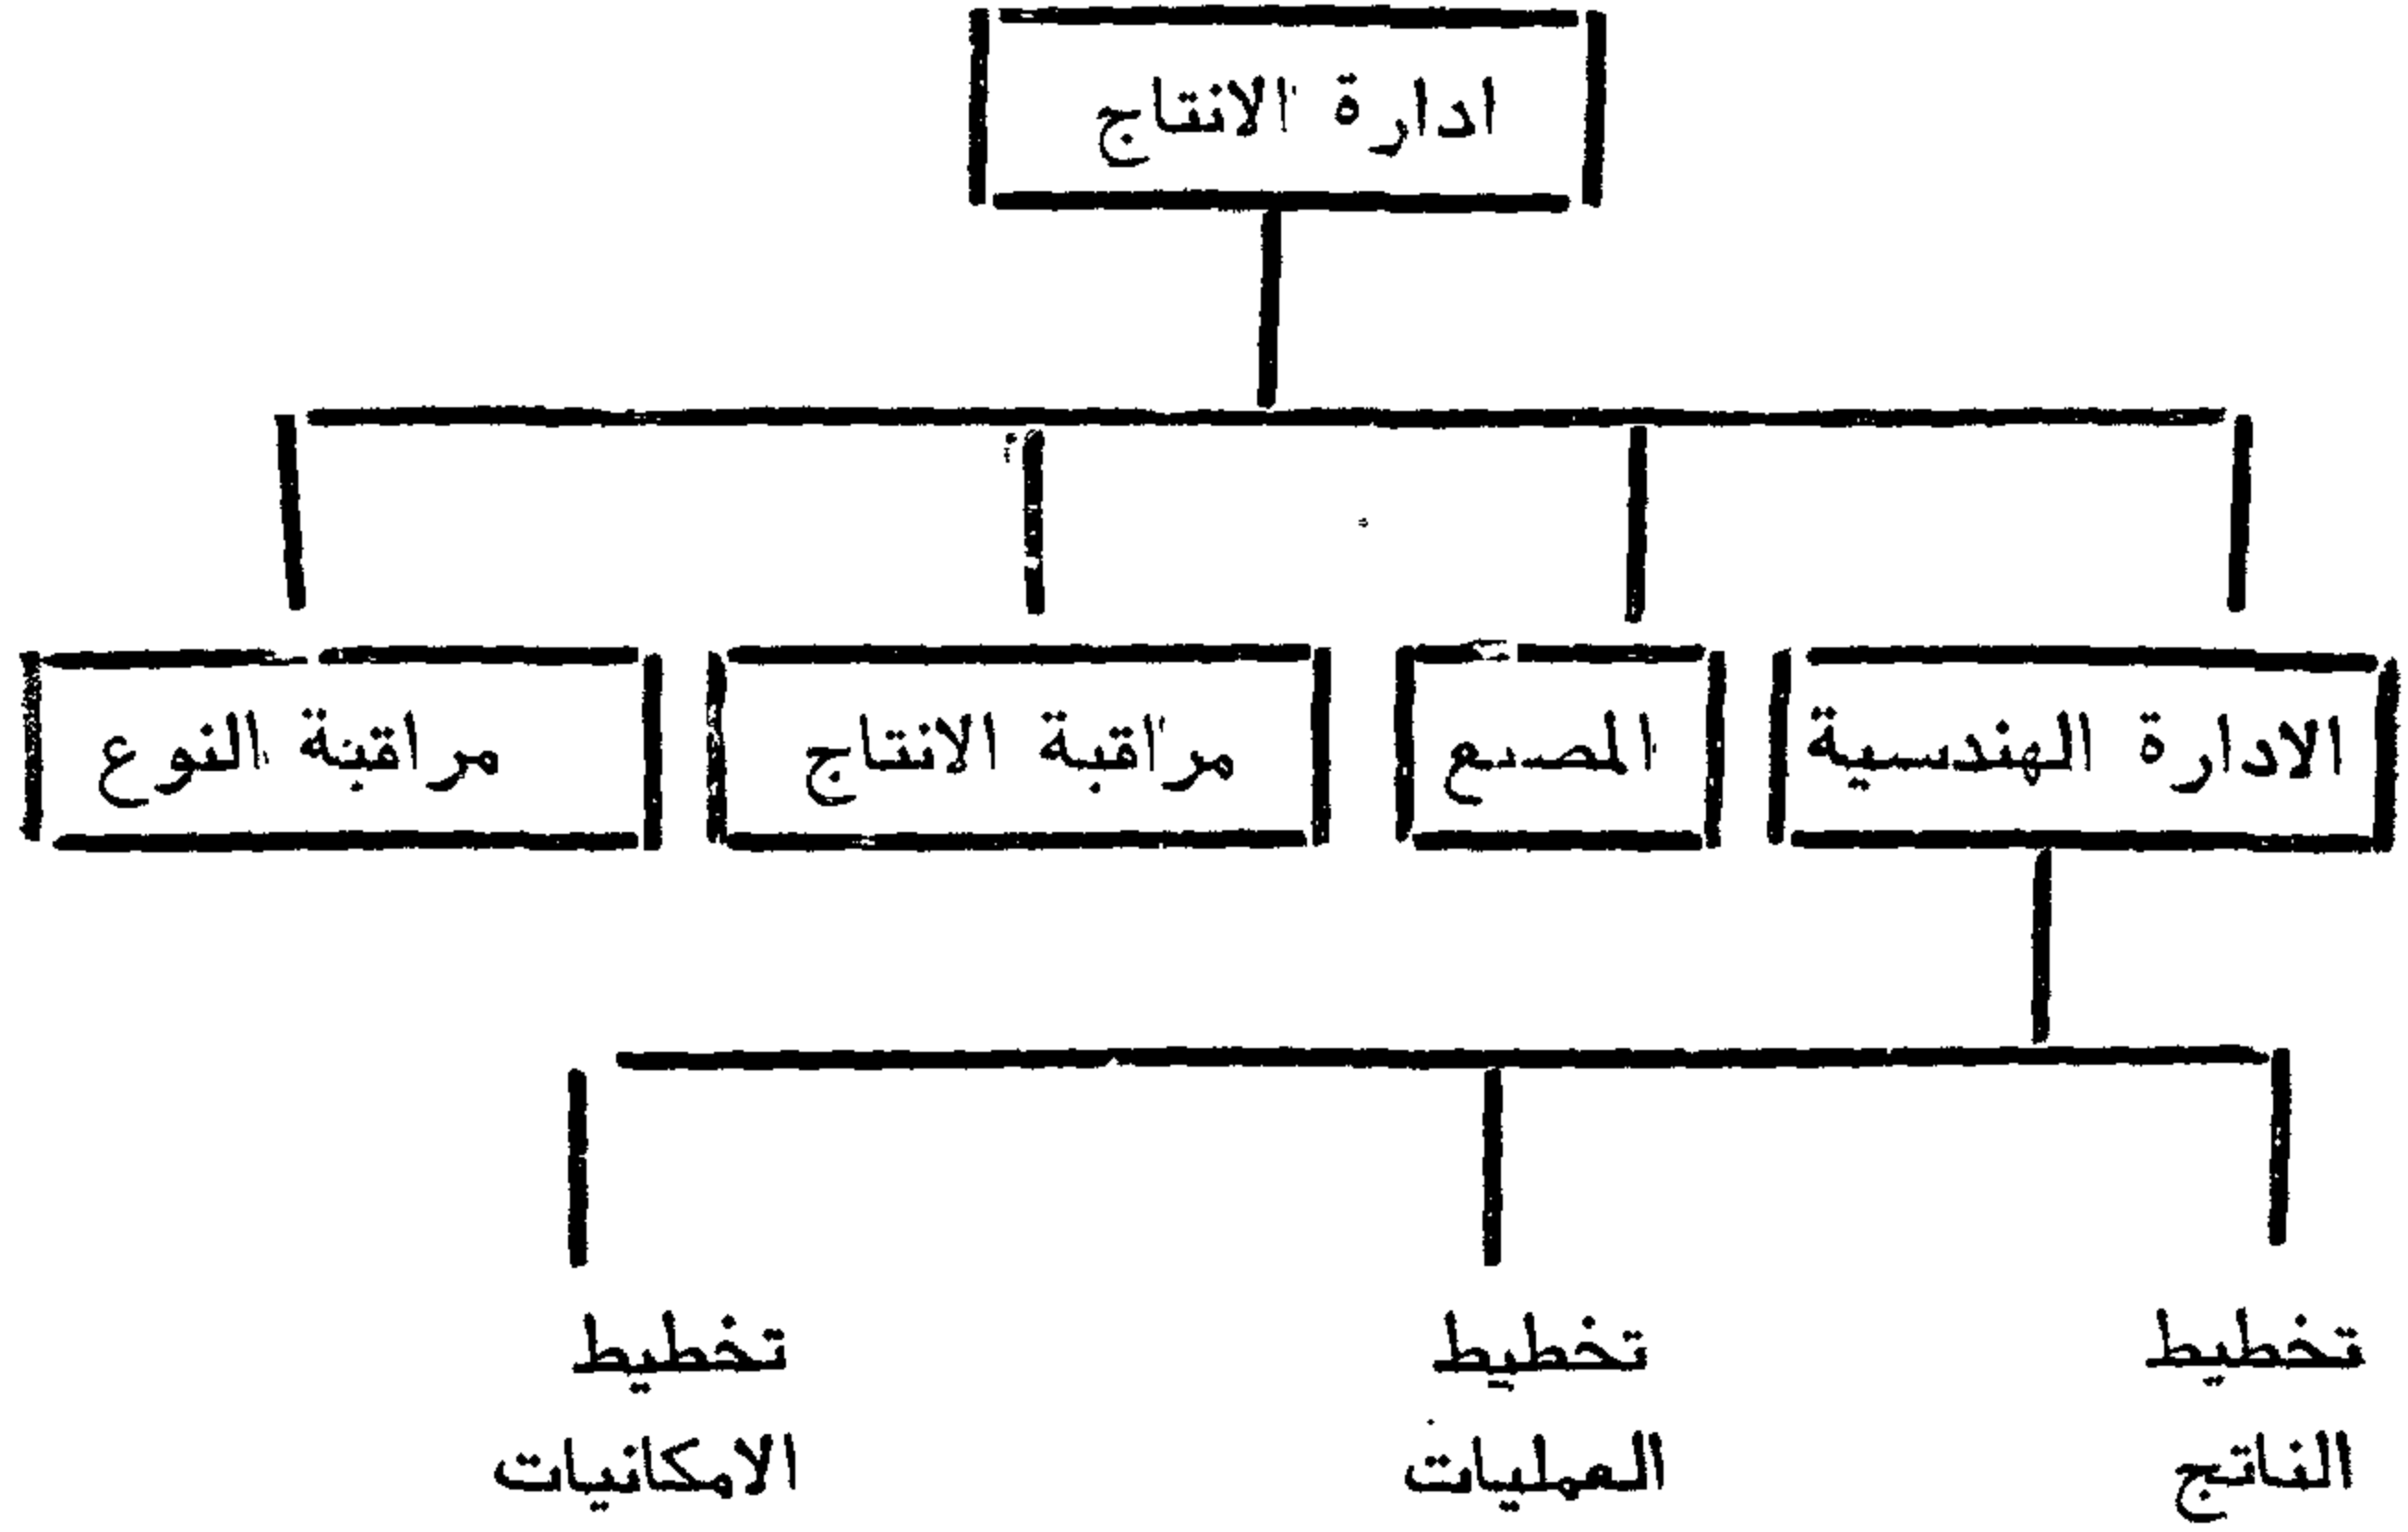 ادارة الانتاج
الادارة الهندسية
المصنع
مراقبة الانتاج
مراقبة النوع
تخطيط
الناتج
تخطيط
العمليات
تخطيط
الامكانيات